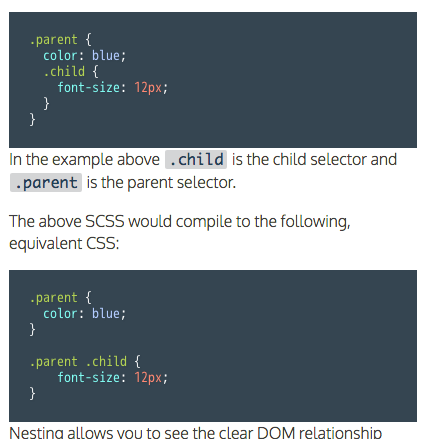 .parent {
  color: blue;
  .child {
    font-size: 12px;
  }
}
In the example above .child is the child selector and
.parent is the parent selector.
The above SCSS would compile to the following,
equivalent CSS:
.parent {
  color: blue;
}
.parent .child {
    font-size: 12px;
}
Nesting allows you to see the clear DOM relationship